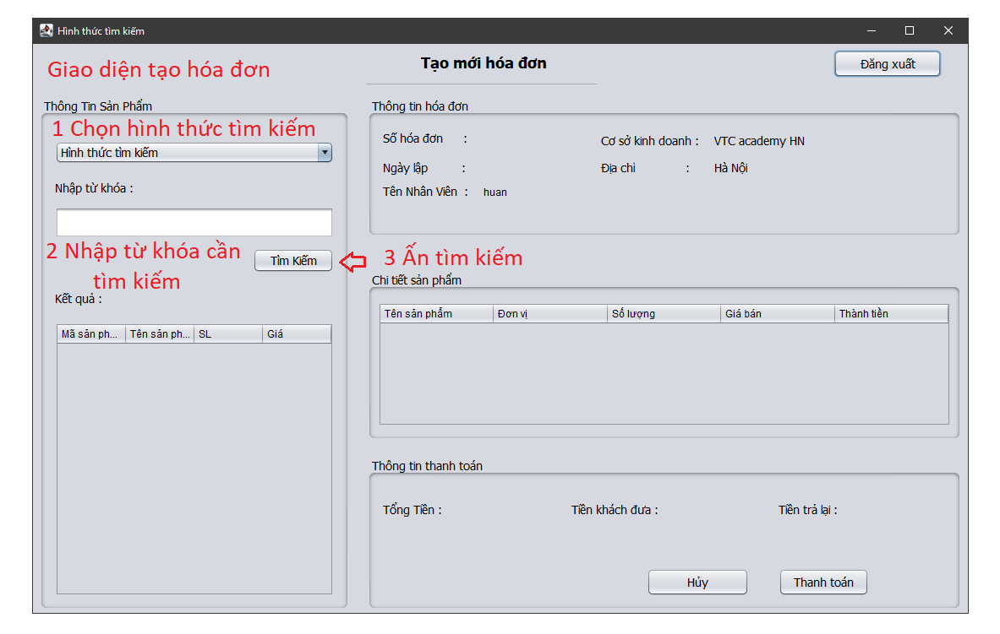 Hình thức tìm kiếm
Giao diện tạo hóa đơn
Tạo mới hóa đơn
Đăng xuất
Thông Tin Sản Phẩm
1 Chọn hình thức tìm kiếm
Hình thức tìm kiếm
Nhập từ khóa :
2 Nhập từ khóa cần
tìm kiếm
Tìm Kiếm
3 Ấn tìm kiếm
Kết quả :
Mã sản ph... Tên sản ph... SL Giá
Thông tin hóa đơn
Số hóa đơn : Cơ sở kinh doanh : VTC academy HN
Ngày lập : Địa chỉ : Hà Nội
Tên Nhân Viên : huan
Chi tiết sản phẩm
Tên sản phẩm Đơn vị Số lượng Giá bán Thành tiền
Thông tin thanh toán
Tổng Tiền : Tiền khách đưa : Tiền trả lại :
Hủy Thanh toán